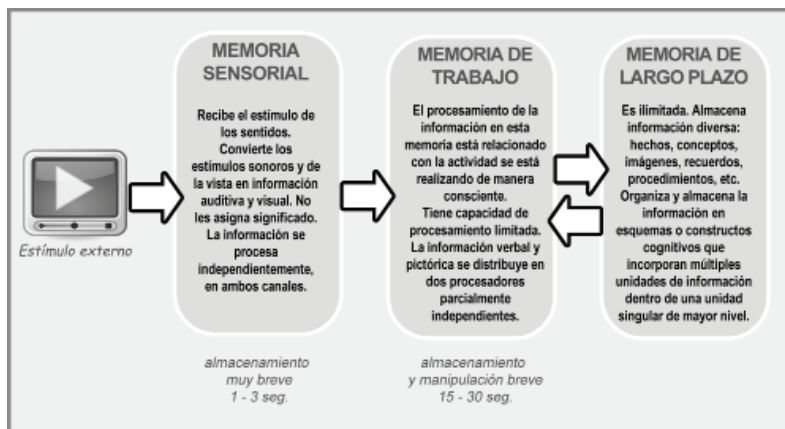 Estímulo externo
MEMORIA
SENSORIAL
Recibe el estímulo de
los sentidos.
Convierte los
estímulos sonoros y de
la vista en información
auditiva y visual. No
les asigna significado.
La información se
procesa
independientemente,
en ambos canales.
almacenamiento
muy breve
1 - 3 seg.
MEMORIA DE
TRABAJO
El procesamiento de la
información en esta
memoria está relacionado
con la actividad se está
realizando de manera
consciente.
Tiene capacidad de
procesamiento limitada.
La información verbal y
pictórica se distribuye en
dos procesadores
parcialmente
independientes.
almacenamiento
y manipulación breve
15 - 30 seg.
MEMORIA DE
LARGO PLAZO
Es ilimitada. Almacena
información diversa:
hechos, conceptos,
imágenes, recuerdos,
procedimientos, etc.
Organiza y almacena la
información en
esquemas o constructos
cognitivos que
incorporan múltiples
unidades de información
dentro de una unidad
singular de mayor nivel.